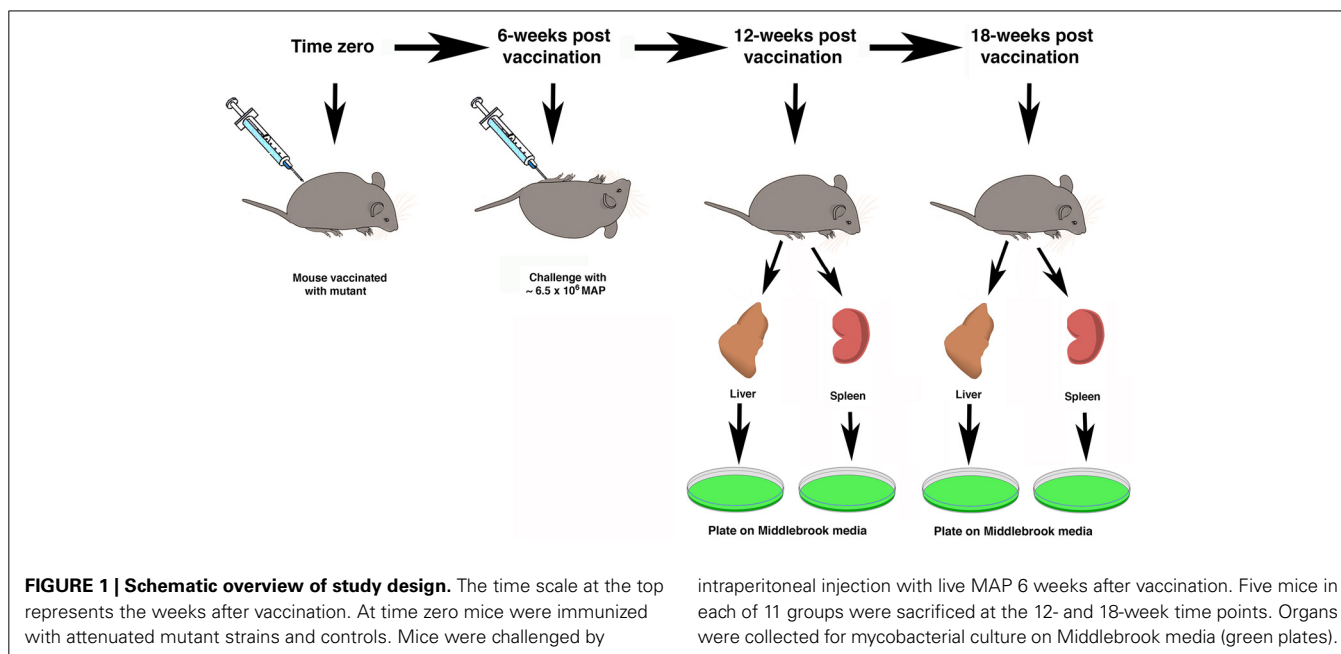 Time zero
6-weeks post
vaccination
12-weeks post
vaccination
18-weeks post
vaccination
Mouse vaccinated
with mutant
Challenge with
~ 6.5 x 10⁶ MAP
Liver
Spleen
Liver
Spleen
Plate on Middlebrook media
Plate on Middlebrook media
FIGURE 1 | Schematic overview of study design. The time scale at the top
represents the weeks after vaccination. At time zero mice were immunized
with attenuated mutant strains and controls. Mice were challenged by
intraperitoneal injection with live MAP 6 weeks after vaccination. Five mice in
each of 11 groups were sacrificed at the 12- and 18-week time points. Organs
were collected for mycobacterial culture on Middlebrook media (green plates).